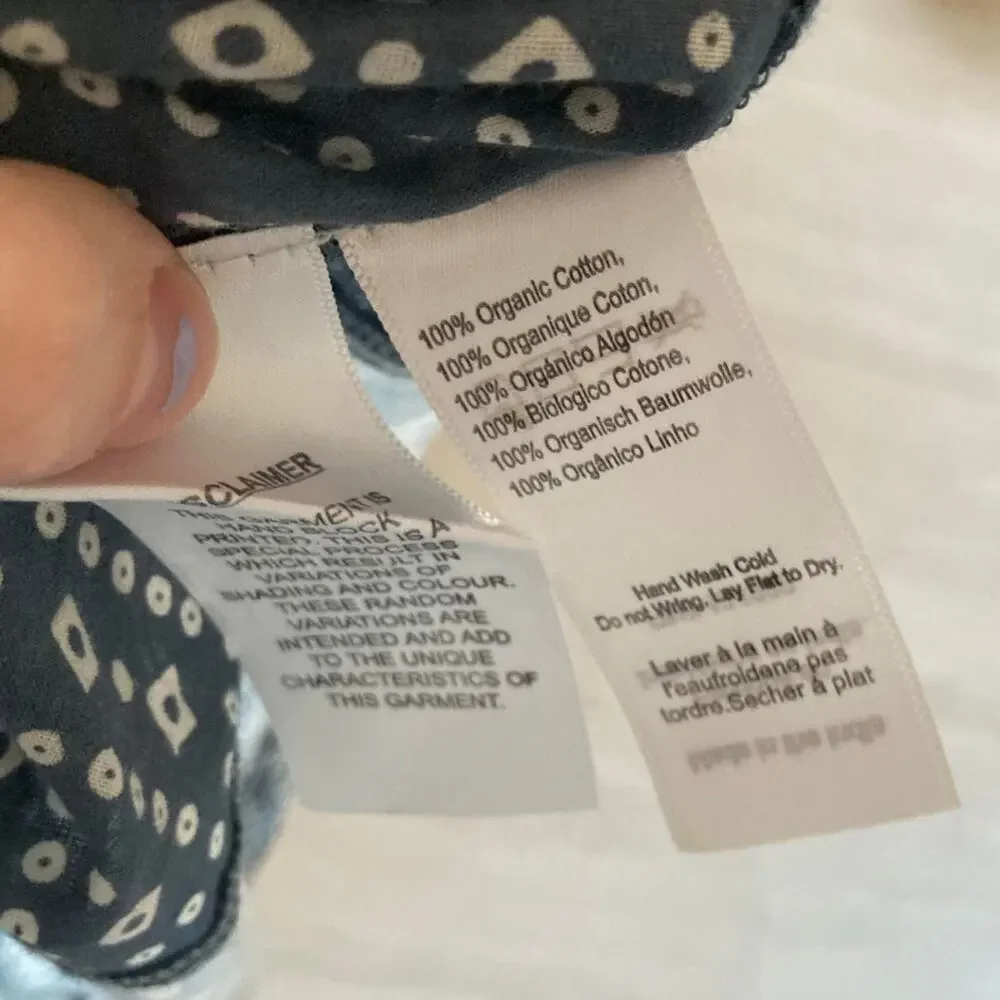 CLAIMER
THIS GARMENT IS
HAND BLOCK
PRINTED. THIS IS A
SPECIAL PROCESS
WHICH RESULT IN
VARIATIONS OF
SHADING AND COLOUR.
THESE RANDOM
VARIATIONS ARE
INTENDED AND ADD
TO THE UNIQUE
CHARACTERISTICS OF
THIS GARMENT.
100% Organic Cotton,
100% Organique Coton,
100% Orgánico Algodón
100% Biologico Cotone,
100% Organisch Baumwolle,
100% Orgânico Linho
Hand Wash Cold
Do not Wring. Lay Flat to Dry.
Laver à la main à
l'eaufroidene pas
tordre.Secher à plat